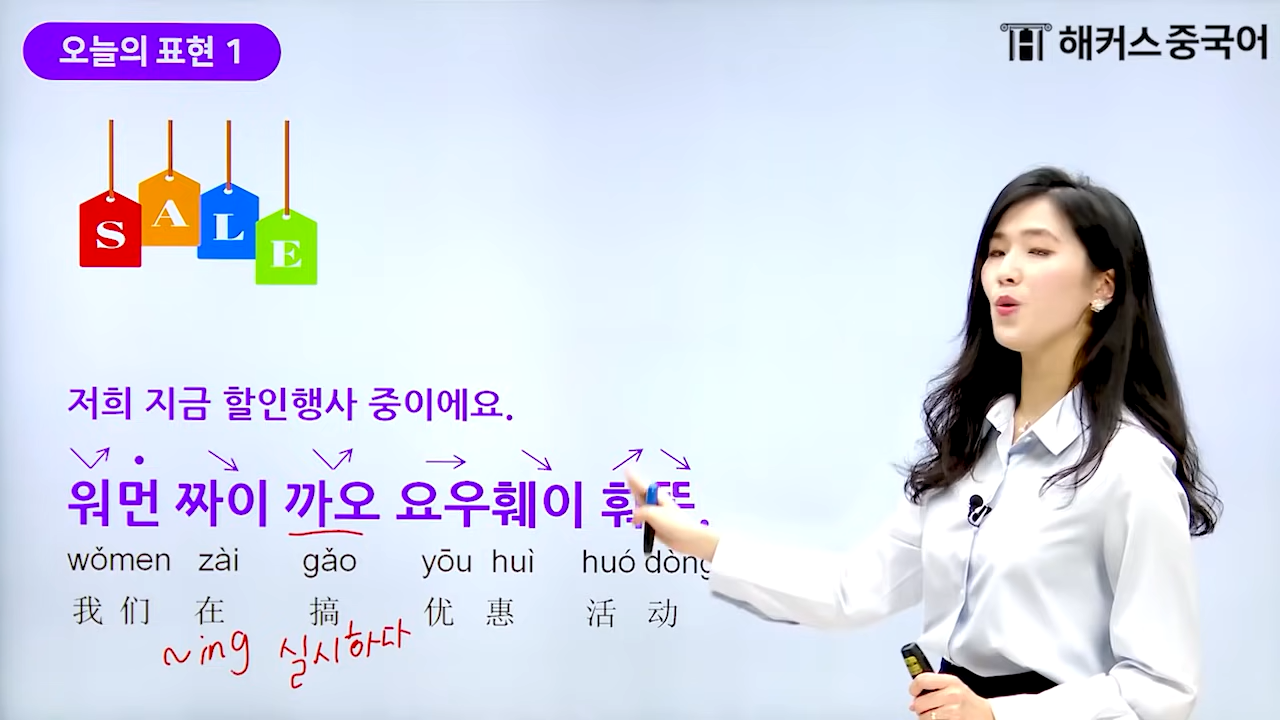 오늘의 표현 1
해커스중국어
SALE
저희 지금 할인행사 중이에요.
워먼 짜이 까오 요우훼이
wǒmen zài gǎo yōu huì huó dòng
我们 在 搞 优惠 活动
~ing 실시하다